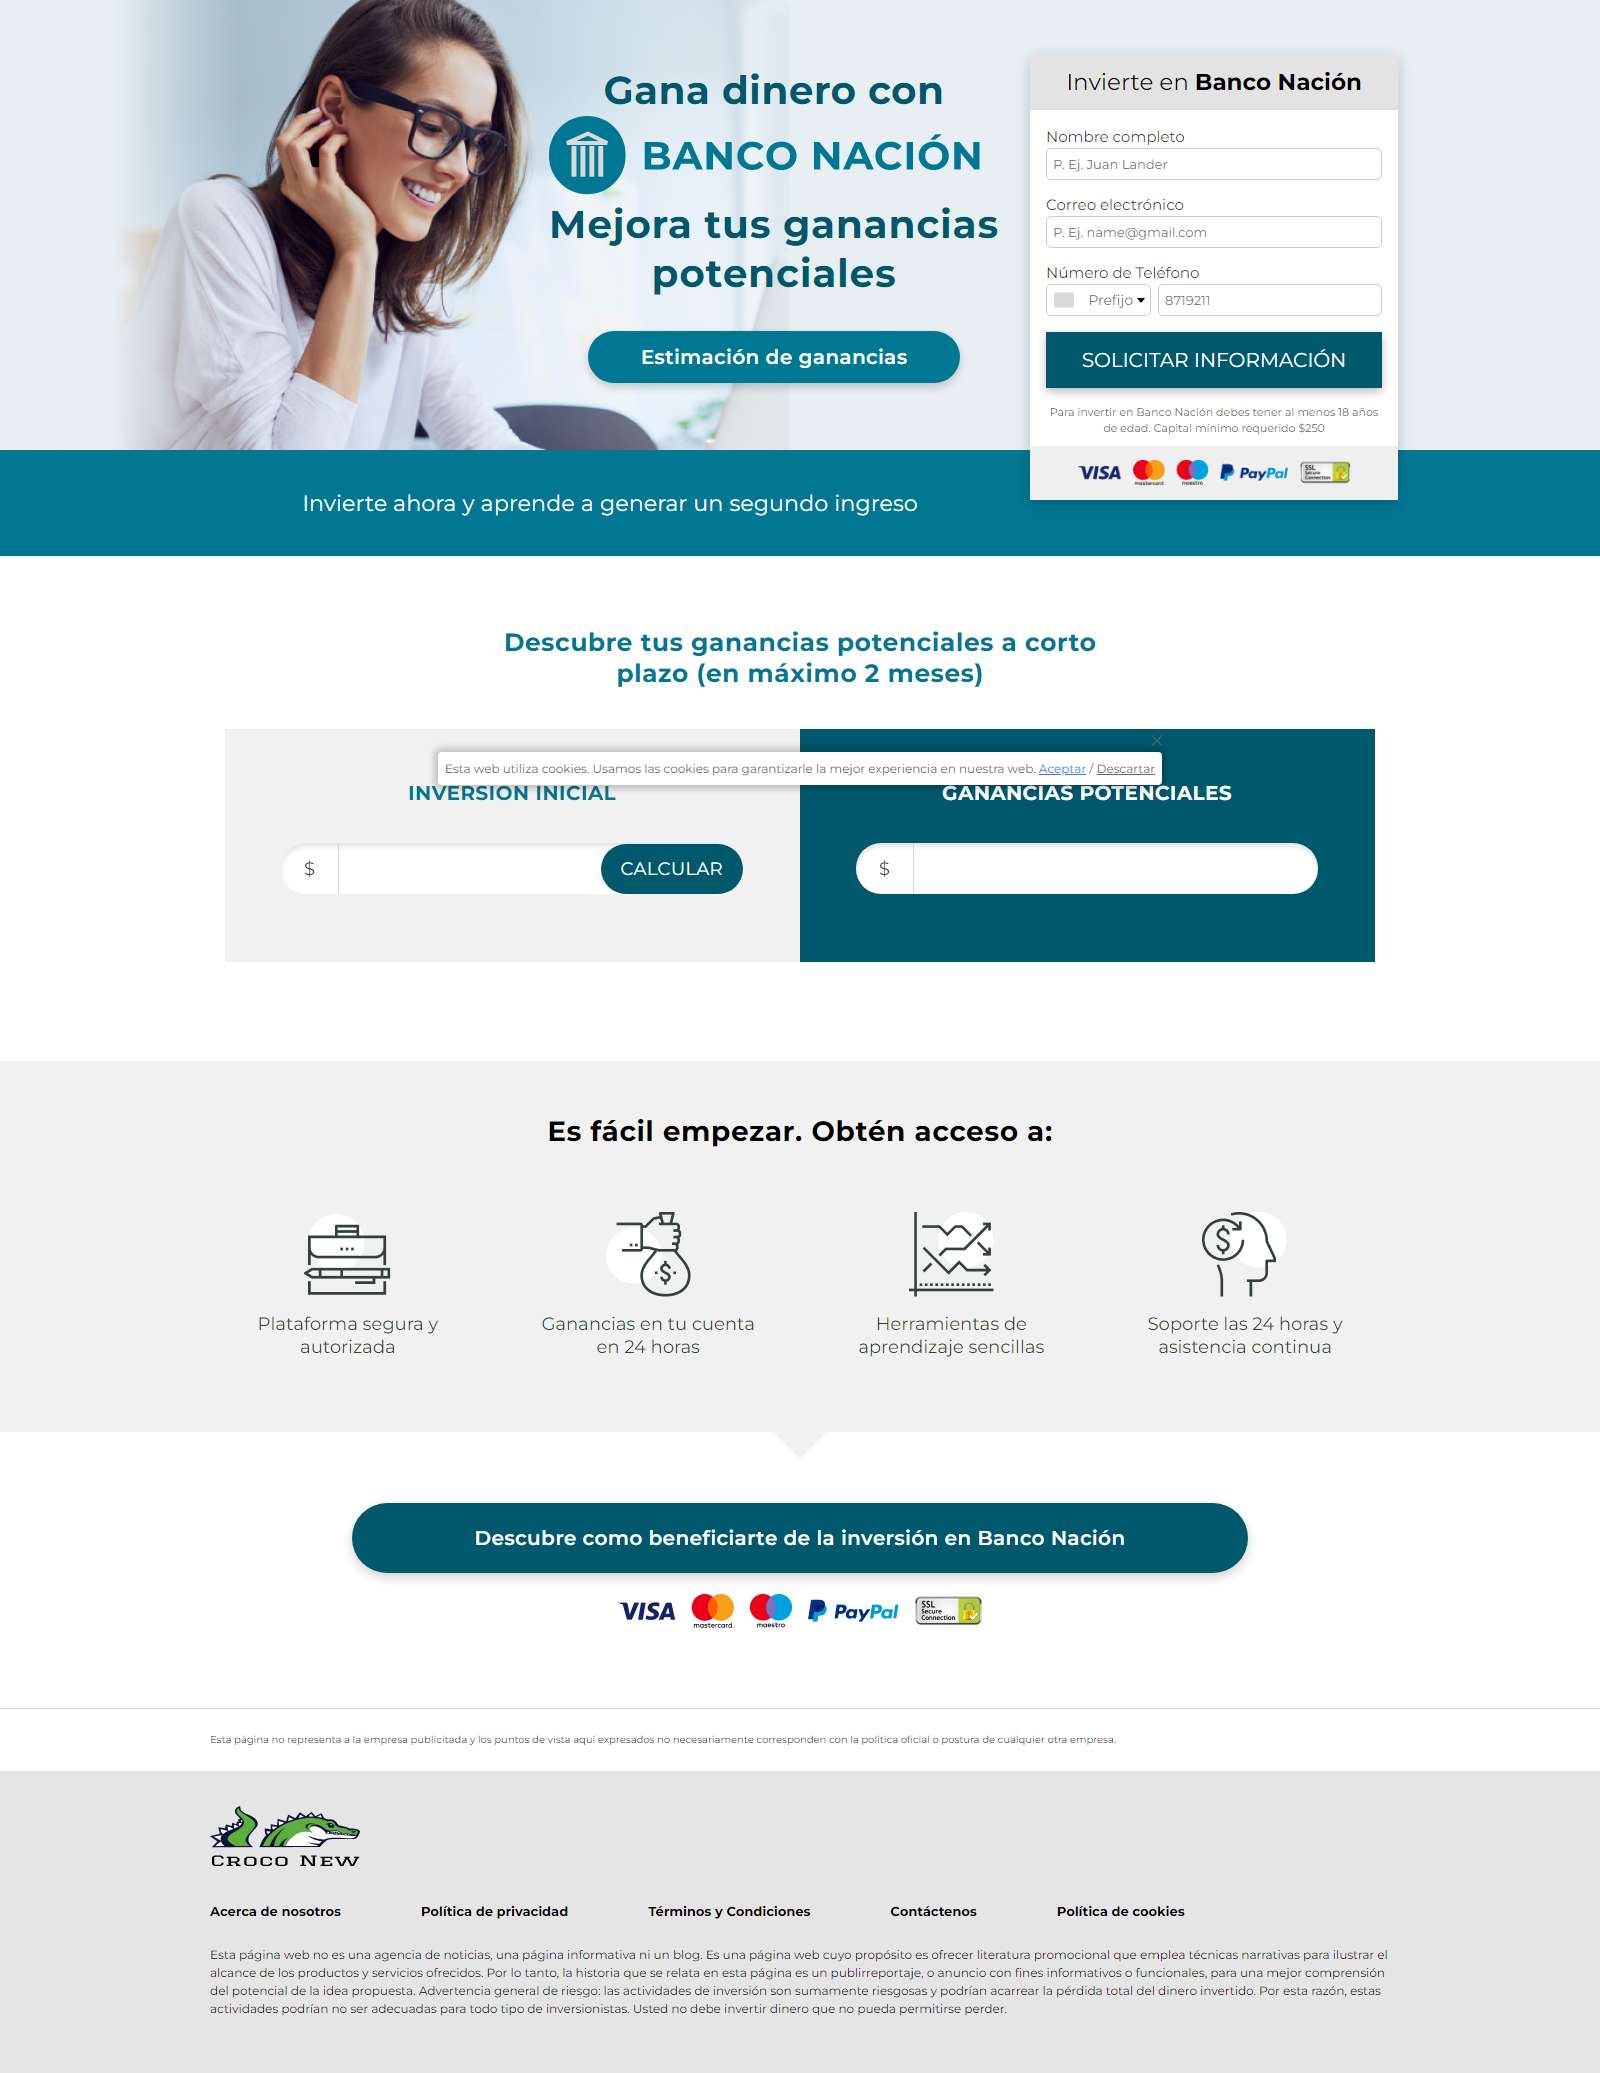 Gana dinero con
BANCO NACIÓN
Mejora tus ganancias
potenciales
Estimación de ganancias
Invierte en Banco Nación
Nombre completo
P. Ej. Juan Lander
Correo electrónico
P. Ej. name@gmail.com
Número de Teléfono
Prefijo 8719211
SOLICITAR INFORMACIÓN
Para invertir en Banco Nación debes tener al menos 18 años
de edad. Capital mínimo requerido $250
VISA mastercard maestro PayPal SSL Secure Connection
Invierte ahora y aprende a generar un segundo ingreso
Descubre tus ganancias potenciales a corto
plazo (en máximo 2 meses)
Esta web utiliza cookies. Usamos las cookies para garantizarle la mejor experiencia en nuestra web. Aceptar / Descartar
INVERSIÓN INICIAL
$ CALCULAR
GANANCIAS POTENCIALES
$
Es fácil empezar. Obtén acceso a:
Plataforma segura y
autorizada
Ganancias en tu cuenta
en 24 horas
Herramientas de
aprendizaje sencillas
Soporte las 24 horas y
asistencia continua
Descubre como beneficiarte de la inversión en Banco Nación
VISA mastercard maestro PayPal SSL Secure Connection
Esta página no representa a la empresa publicitada y los puntos de vista aquí expresados no necesariamente corresponden con la política oficial o postura de cualquier otra empresa.
CROCO NEW
Acerca de nosotros Política de privacidad Términos y Condiciones Contáctenos Política de cookies
Esta página web no es una agencia de noticias, una página informativa ni un blog. Es una página web cuyo propósito es ofrecer literatura promocional que emplea técnicas narrativas para ilustrar el
alcance de los productos y servicios ofrecidos. Por lo tanto, la historia que se relata en esta página es un publirreportaje, o anuncio con fines informativos o funcionales, para una mejor comprensión
del potencial de la idea propuesta. Advertencia general de riesgo: las actividades de inversión son sumamente riesgosas y podrían acarrear la pérdida total del dinero invertido. Por esta razón, estas
actividades podrían no ser adecuadas para todo tipo de inversionistas. Usted no debe invertir dinero que no pueda permitirse perder.